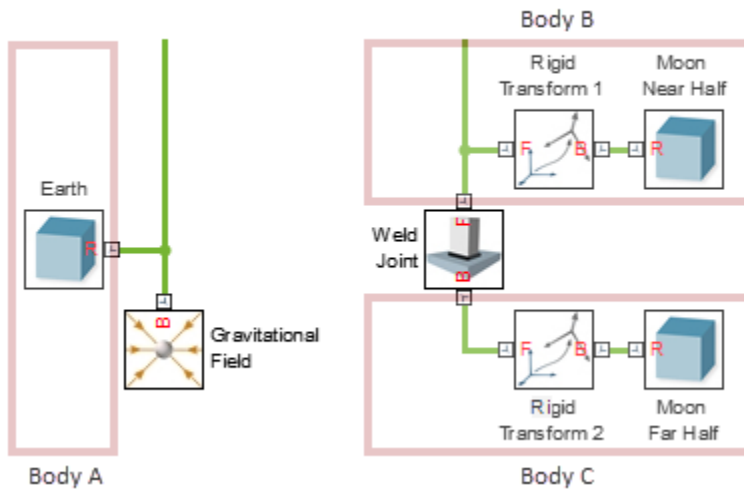 Body B
Rigid
Transform 1
Moon
Near Half
F
B
R
Earth
R
Weld
Joint
F
B
B
Gravitational
Field
F
B
R
Rigid
Transform 2
Moon
Far Half
Body A
Body C